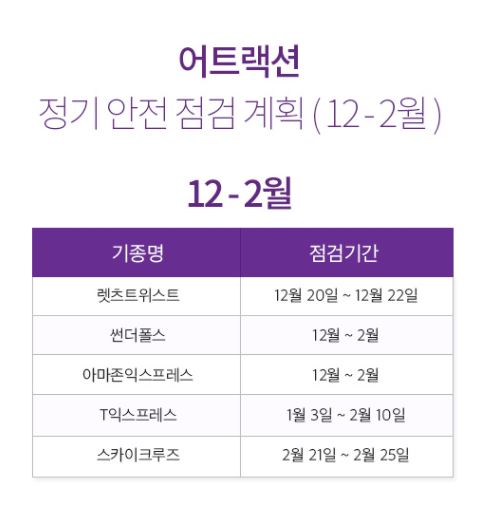 어트랙션
정기 안전 점검 계획 ( 12 - 2월 )
12 - 2월
기종명 점검기간
렛츠트위스트 12월 20일 ~ 12월 22일
썬더폴스 12월 ~ 2월
아마존익스프레스 12월 ~ 2월
T익스프레스 1월 3일 ~ 2월 10일
스카이크루즈 2월 21일 ~ 2월 25일